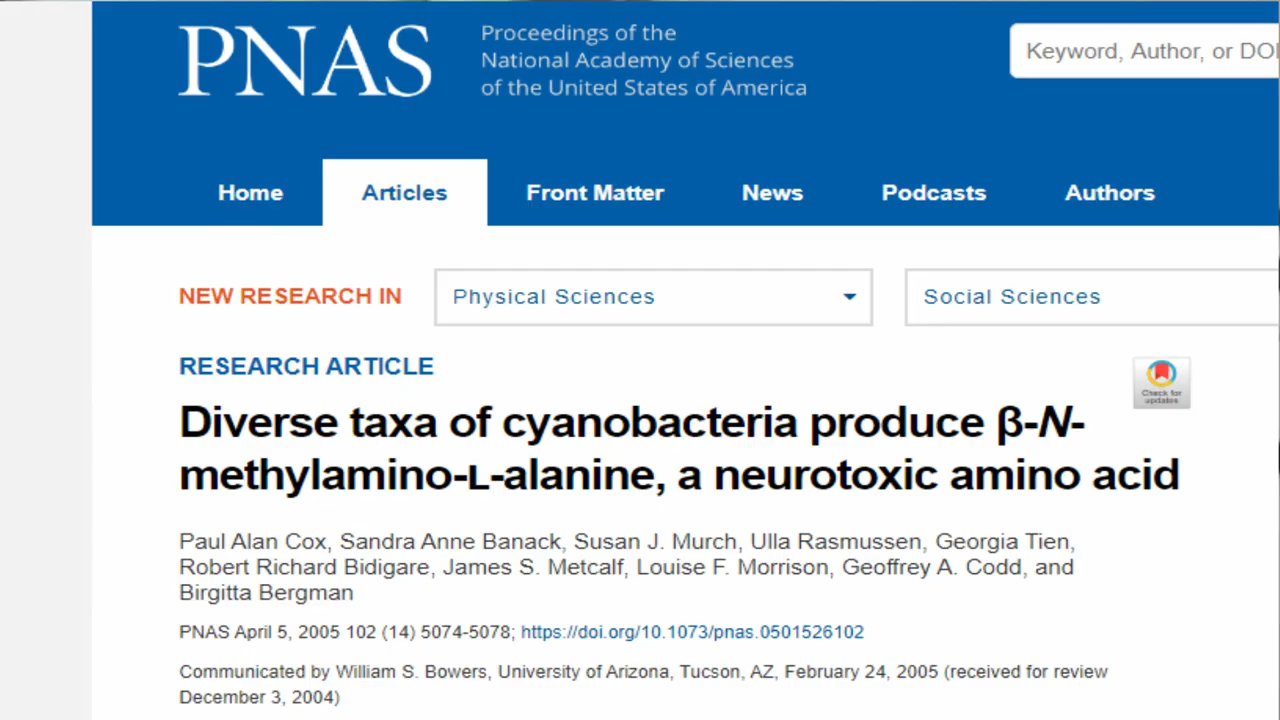 PNAS
Proceedings of the
National Academy of Sciences
of the United States of America
Keyword, Author, or DOI
Home Articles Front Matter News Podcasts Authors
NEW RESEARCH IN Physical Sciences Social Sciences
RESEARCH ARTICLE
Check for
updates
Diverse taxa of cyanobacteria produce β-N-
methylamino-ʟ-alanine, a neurotoxic amino acid
Paul Alan Cox, Sandra Anne Banack, Susan J. Murch, Ulla Rasmussen, Georgia Tien,
Robert Richard Bidigare, James S. Metcalf, Louise F. Morrison, Geoffrey A. Codd, and
Birgitta Bergman
PNAS April 5, 2005 102 (14) 5074-5078; https://doi.org/10.1073/pnas.0501526102
Communicated by William S. Bowers, University of Arizona, Tucson, AZ, February 24, 2005 (received for review
December 3, 2004)